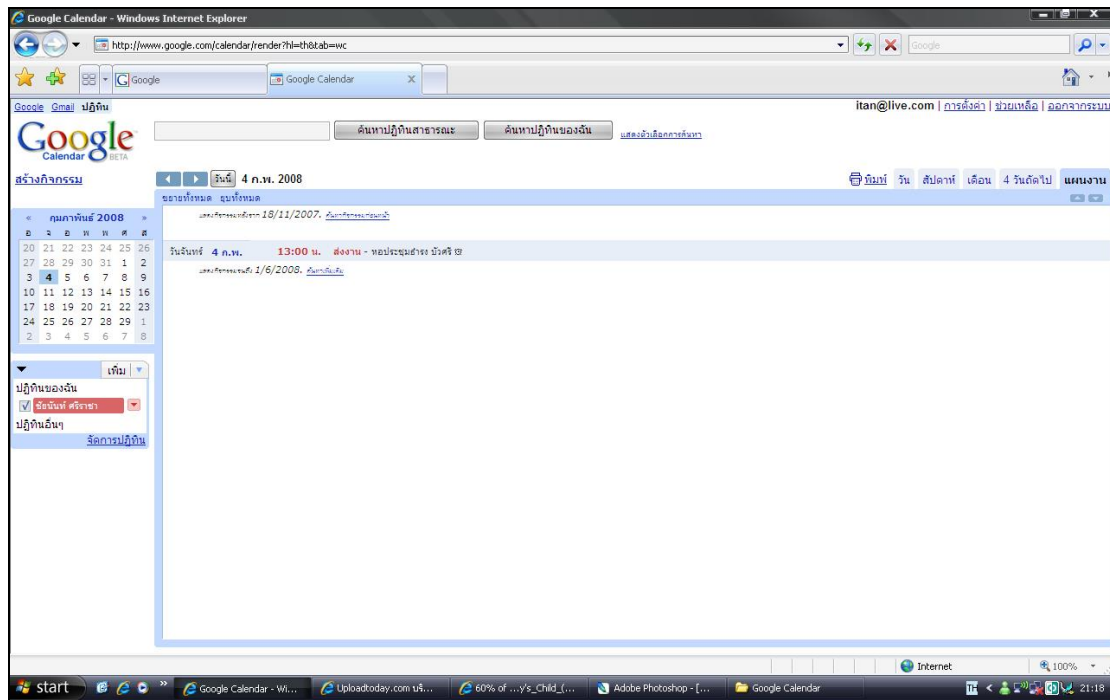 Google Calendar - Windows Internet Explorer
http://www.google.com/calendar/render?hl=th&tab=wc
Google
Google
Google Calendar
Google Gmail ปฏิทิน
itan@live.com | การตั้งค่า | ช่วยเหลือ | ออกจากระบบ
Google
Calendar BETA
ค้นหาปฏิทินสาธารณะ
ค้นหาปฏิทินของฉัน
แสดงตัวเลือกการค้นหา
สร้างกิจกรรม
วันนี้ 4 ก.พ. 2008
พิมพ์ วัน สัปดาห์ เดือน 4 วันถัดไป แผนงาน
ขยายทั้งหมด ยุบทั้งหมด
18/11/2007.
วันจันทร์ 4 ก.พ. 13:00 น. ส่งงาน - หอประชุมธำรง บัวศรี
1/6/2008.
« กุมภาพันธ์ 2008 »
อ จ อ พ พ ศ ส
20 21 22 23 24 25 26
27 28 29 30 31 1 2
3 4 5 6 7 8 9
10 11 12 13 14 15 16
17 18 19 20 21 22 23
24 25 26 27 28 29 1
2 3 4 5 6 7 8
เพิ่ม
ปฏิทินของฉัน
ชัยนันท์ ศรีราชา
ปฏิทินอื่นๆ
จัดการปฏิทิน
Internet
100%
start
Google Calendar - Wi...
Uploadtoday.com บริ...
60% of ...y's_Child_(...
Adobe Photoshop - [...
Google Calendar
TH
21:18